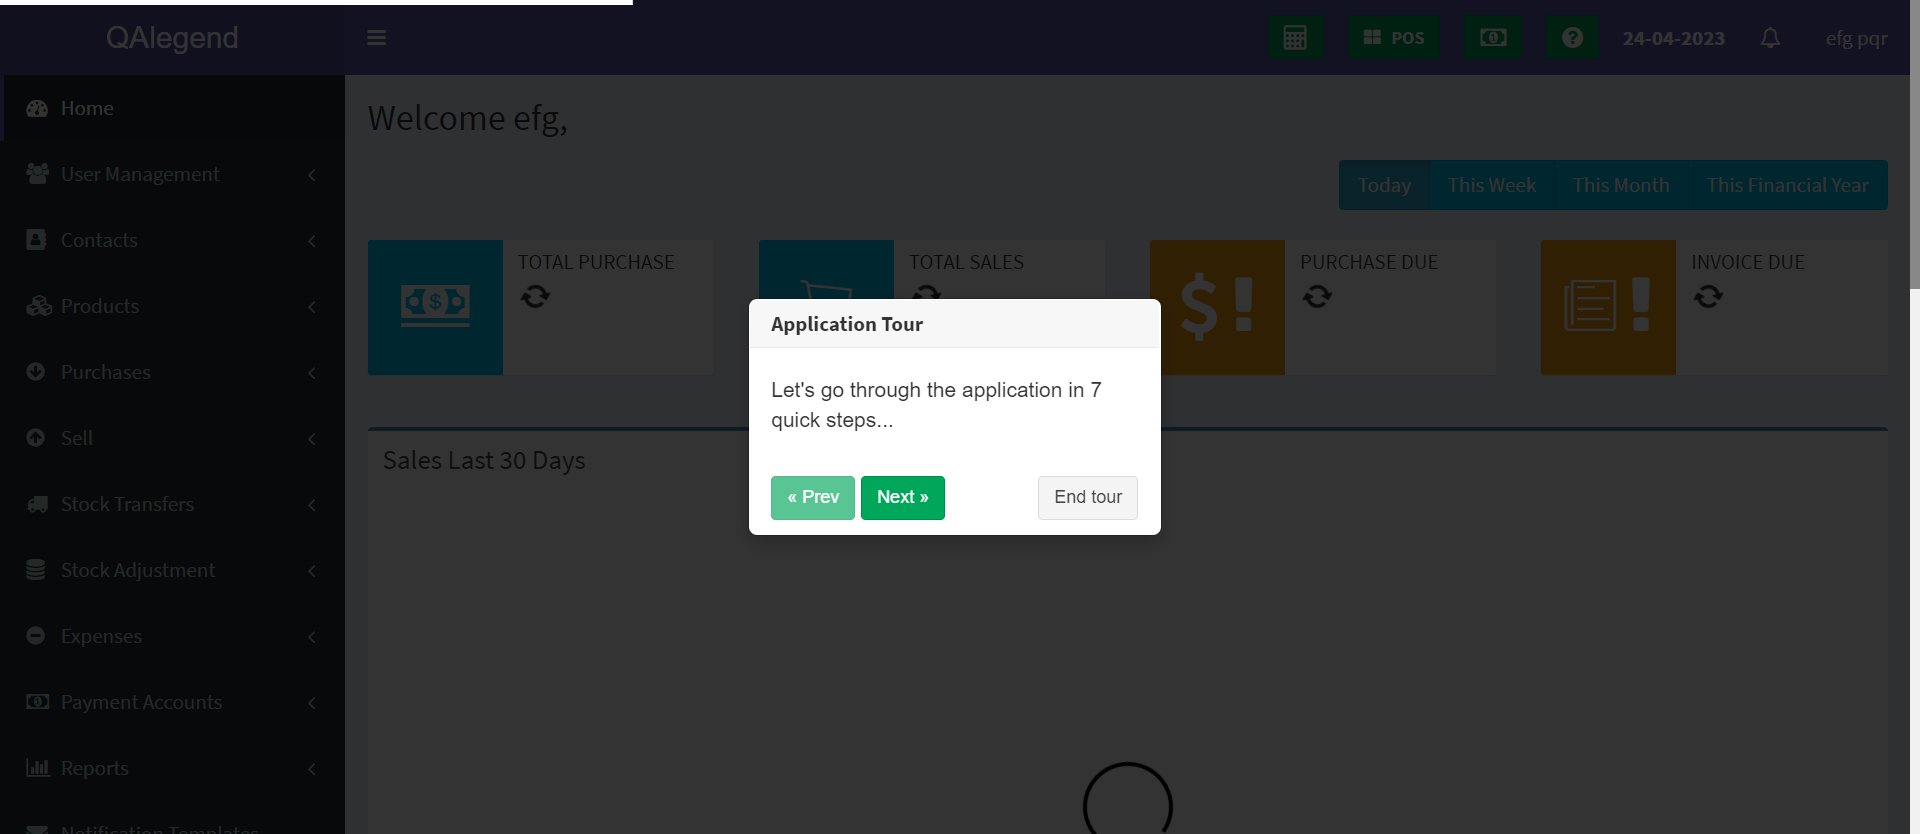 QAlegend
POS
24-04-2023
efg pqr
Home
User Management
Contacts
Products
Purchases
Sell
Stock Transfers
Stock Adjustment
Expenses
Payment Accounts
Reports
Notification Templates
Welcome efg,
Today This Week This Month This Financial Year
TOTAL PURCHASE
TOTAL SALES
PURCHASE DUE
INVOICE DUE
Sales Last 30 Days
Application Tour
Let's go through the application in 7
quick steps...
« Prev Next » End tour